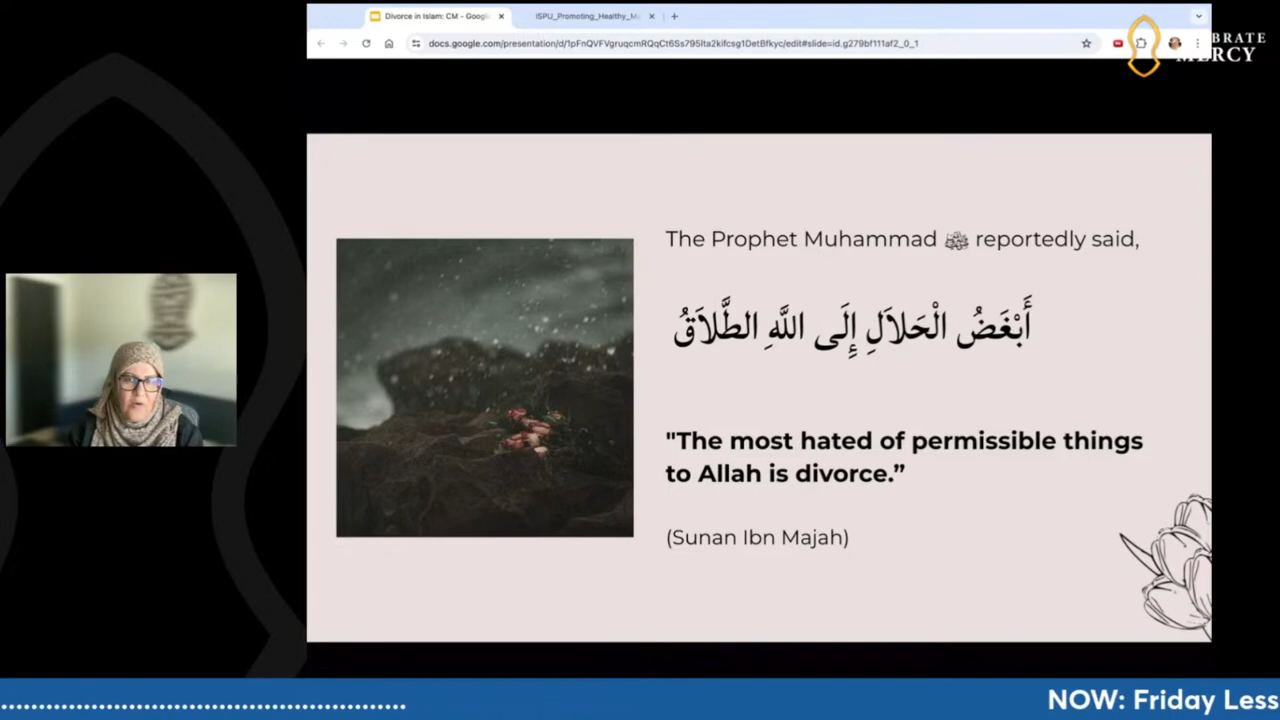 Divorce in Islam: CM - Googl
ISPU_Promoting_Healthy_M
docs.google.com/presentation/d/1pFnQVFVgruqcmRQqCt6Ss795lta2kifcsg1DetBfkyc/edit#slide=id.g279bf111af2_0_1
BRATE
MERCY
The Prophet Muhammad ﷺ reportedly said,
أَبْغَضُ الْحَلاَلِ إِلَى اللَّهِ الطَّلاَقُ
"The most hated of permissible things
to Allah is divorce.”
(Sunan Ibn Majah)
NOW: Friday Less